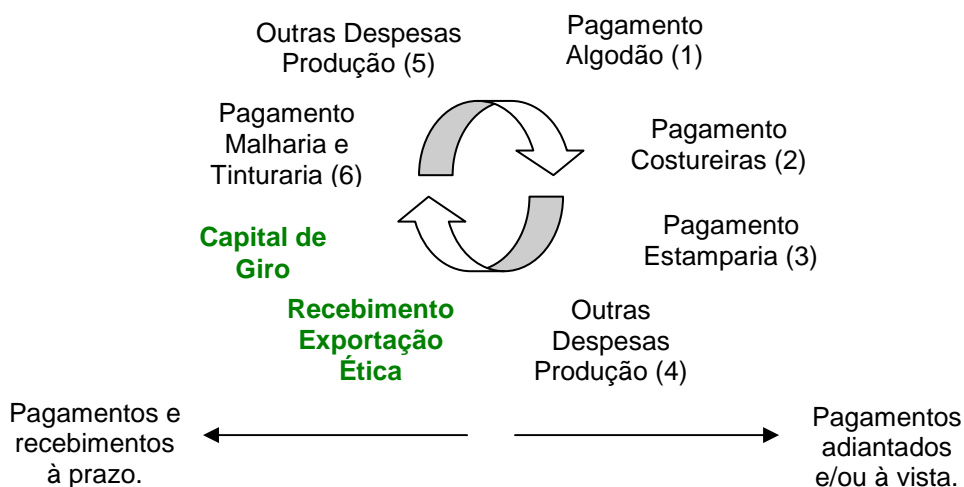 Outras Despesas
Produção (5)
Pagamento
Algodão (1)
Pagamento
Malharia e
Tinturaria (6)
Pagamento
Costureiras (2)
Capital de
Giro
Pagamento
Estamparia (3)
Recebimento
Exportação
Ética
Outras
Despesas
Produção (4)
Pagamentos e
recebimentos
à prazo.
Pagamentos
adiantados
e/ou à vista.